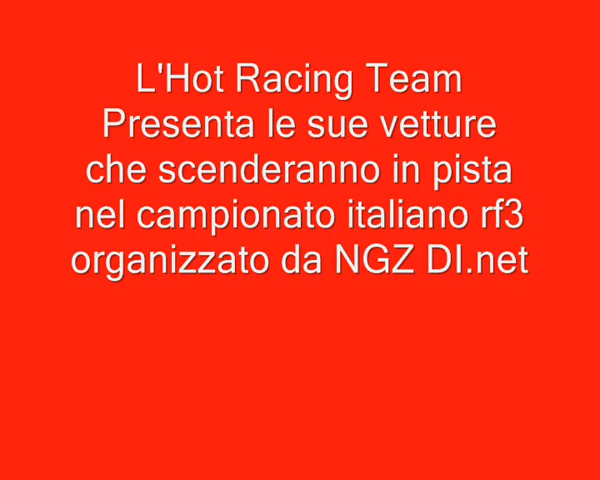 L'Hot Racing Team
Presenta le sue vetture
che scenderanno in pista
nel campionato italiano rf3
organizzato da NGZ DI.net